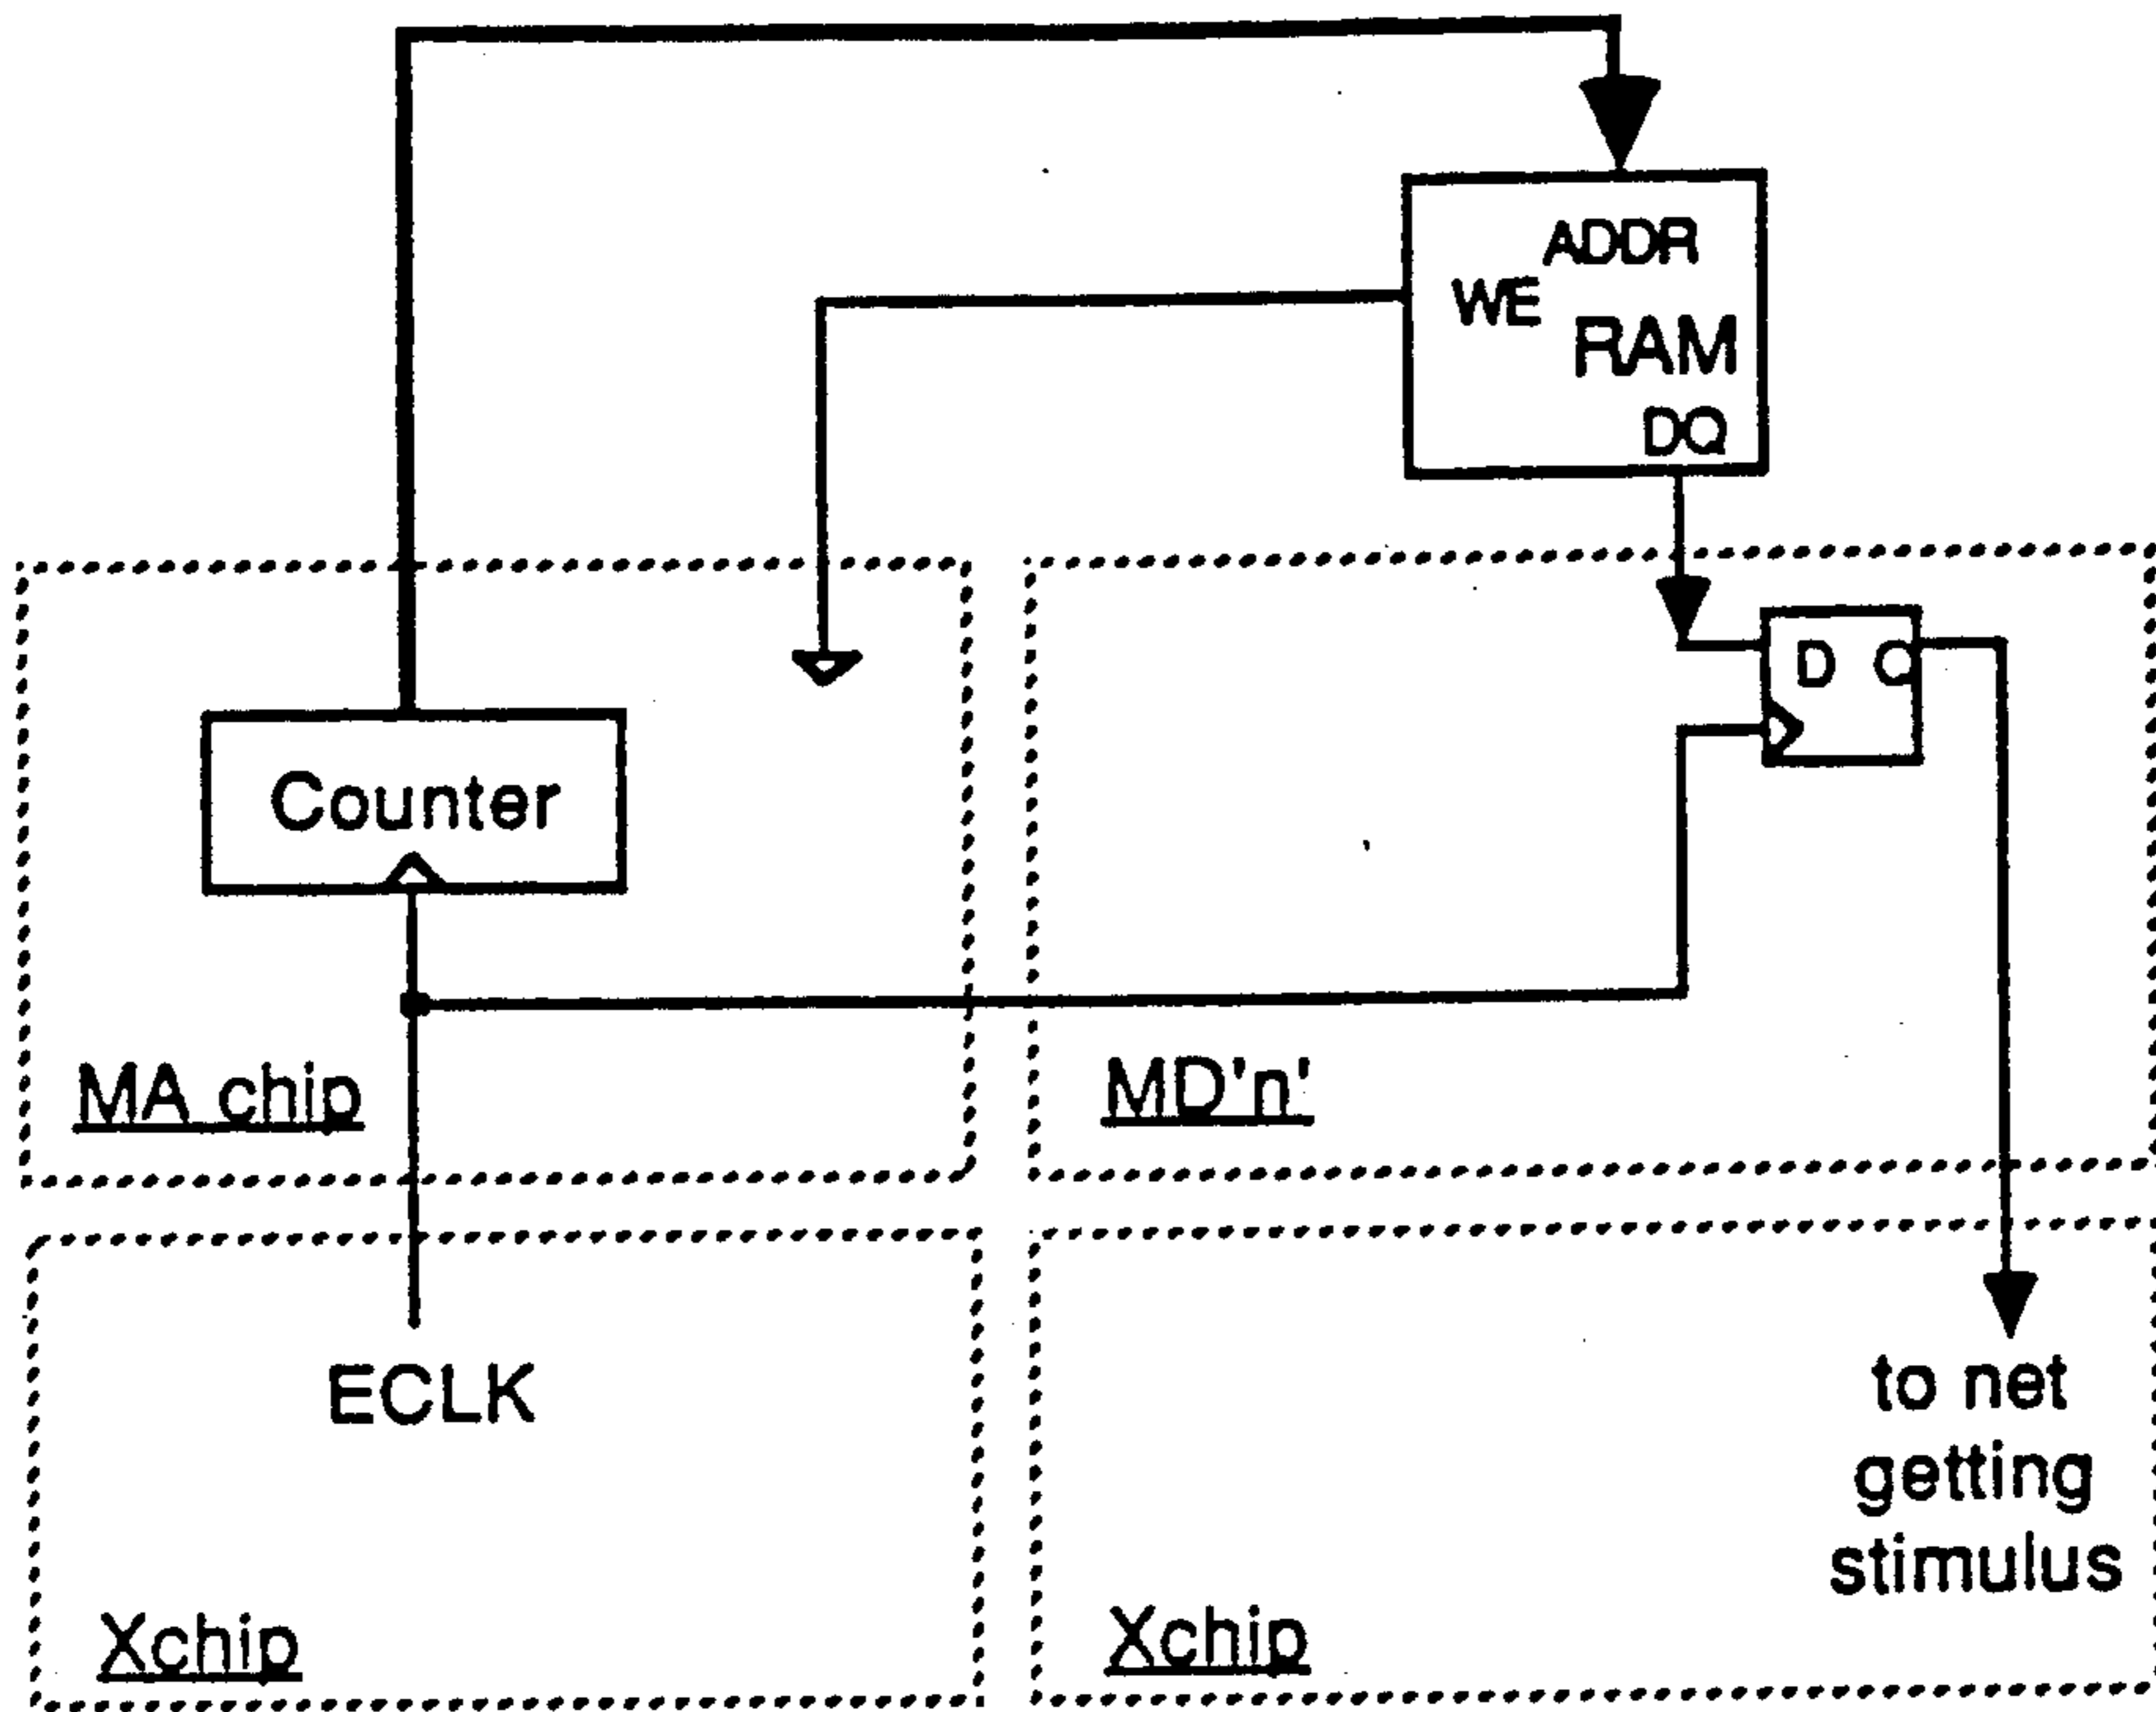 ADDR
WE
RAM
DQ
D Q
Counter
MA chip
MD'n'
ECLK
to net
getting
stimulus
Xchip
Xchip